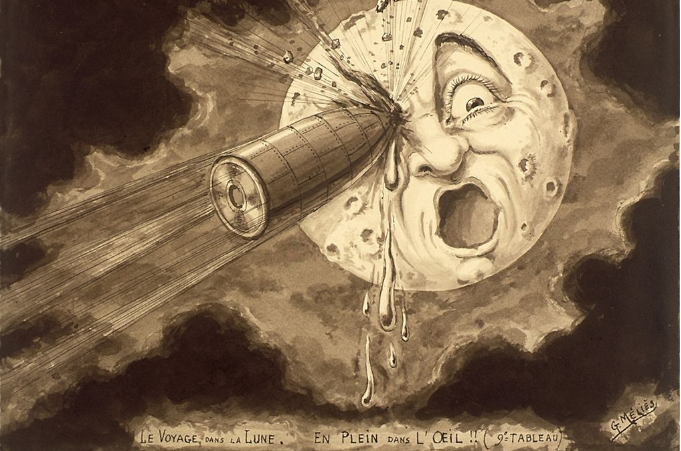 G. MÉLIÈS
LE VOYAGE DANS LA LUNE. EN PLEIN DANS L'ŒIL !! (9e TABLEAU)